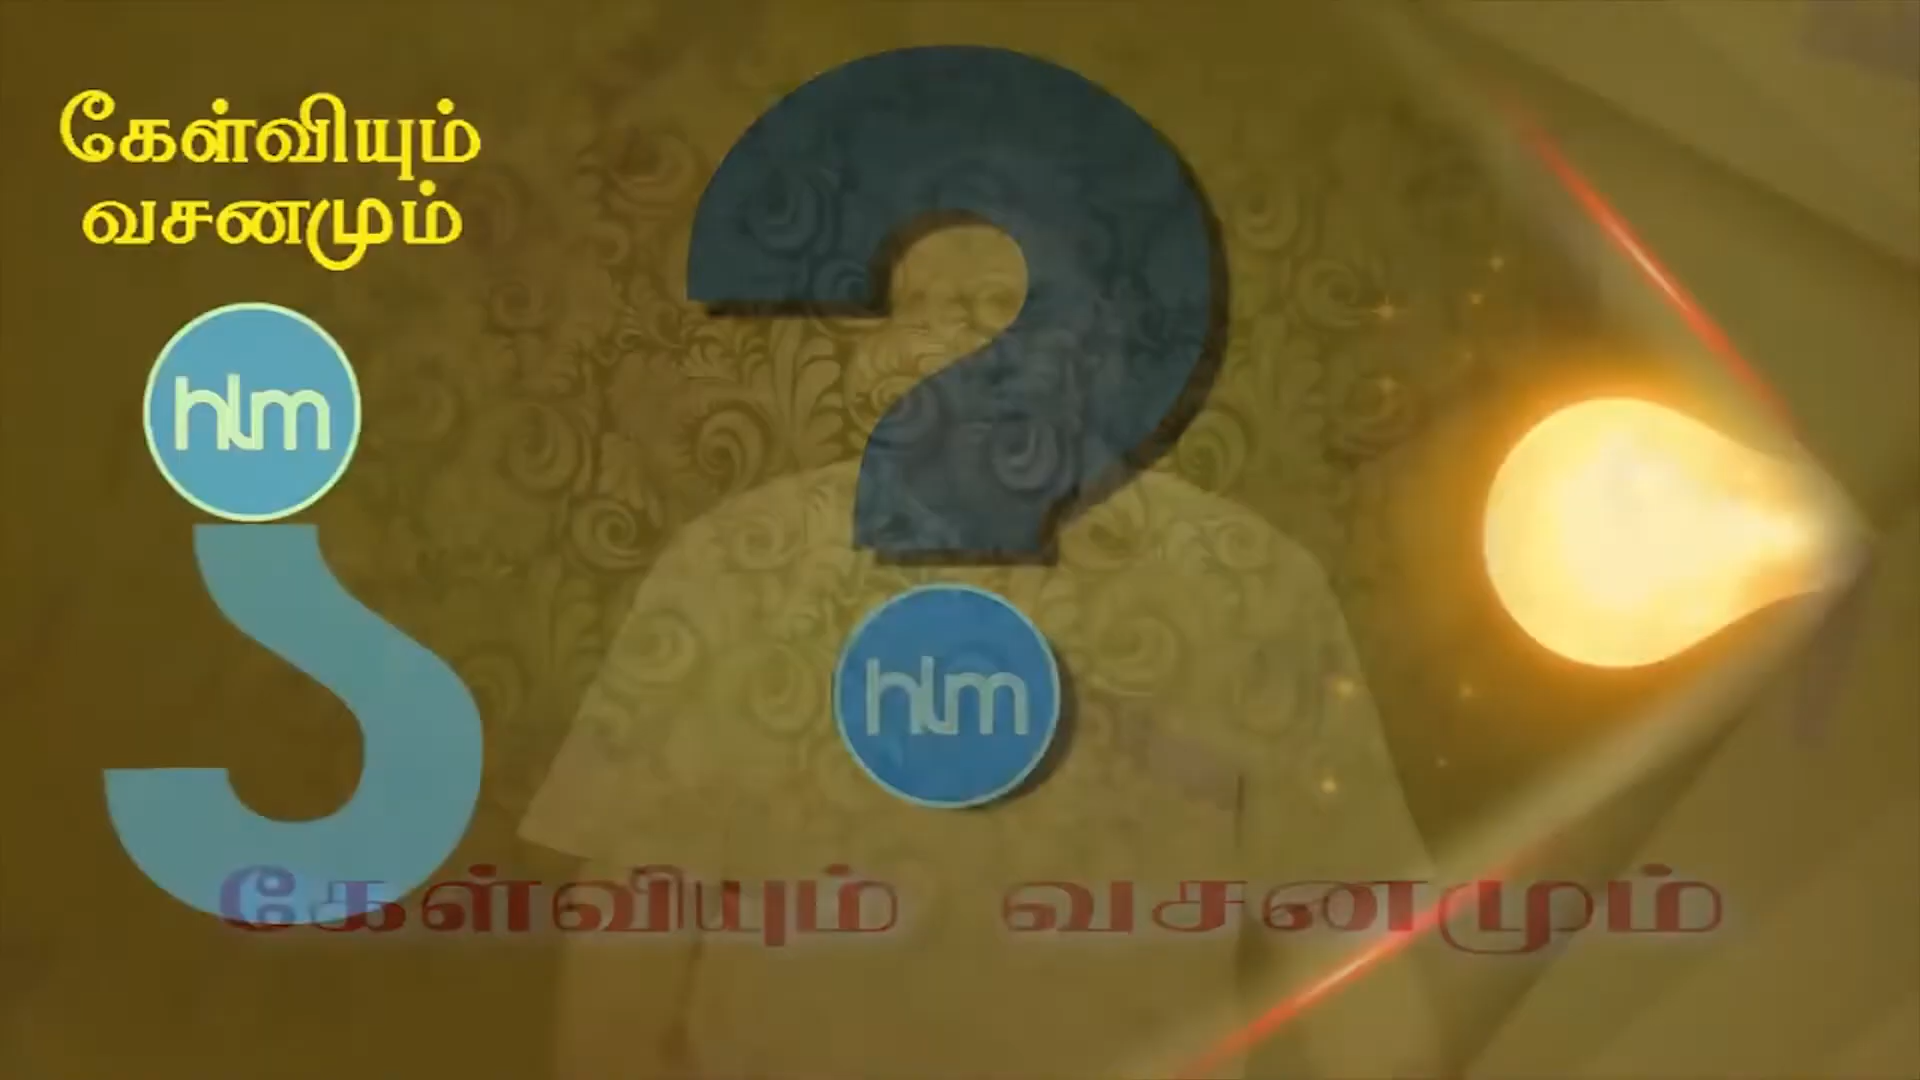 கேள்வியும்
வசனமும்
hlm
hlm
கேள்வியும் வசனமும்